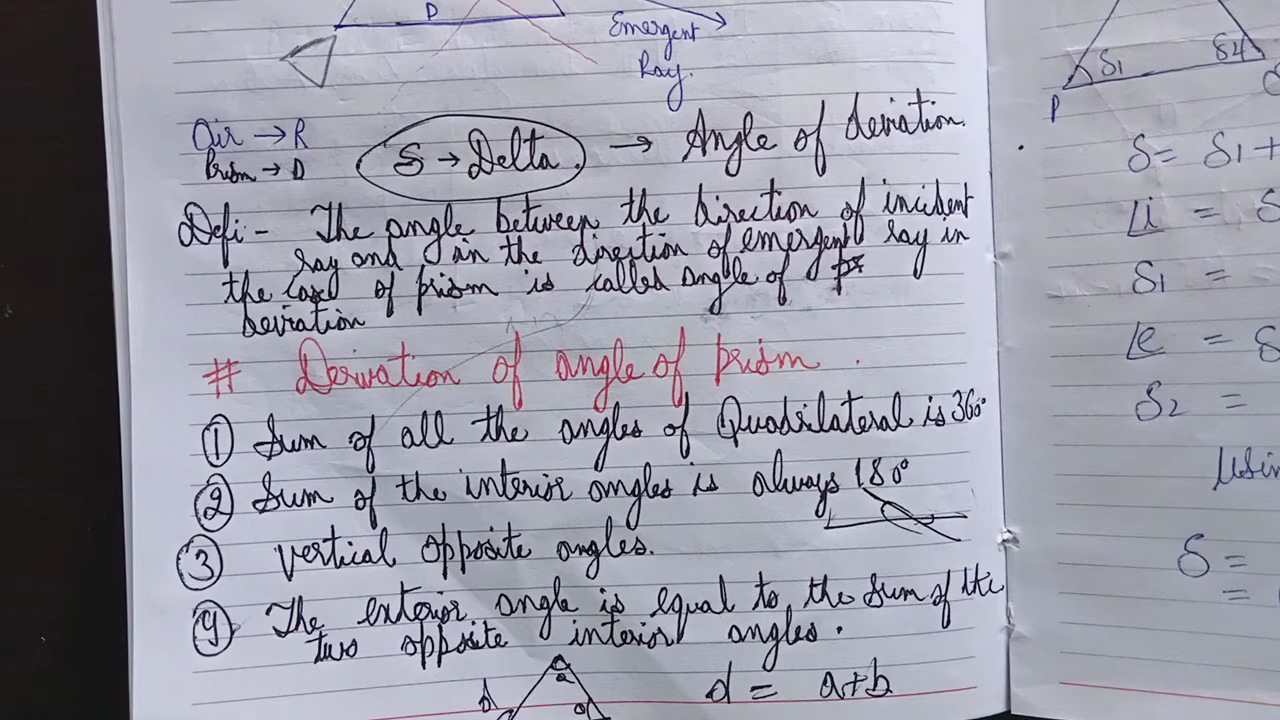 D
Emergent
Ray.
Air → R
Prism → D
δ → Delta. → Angle of deviation.
Defi - The angle between the direction of incident
ray and in the direction of emergent ray in
the case of prism is called angle of
deviation
# Derivation of angle of prism.
① Sum of all the angles of Quadrilateral is 360°
② Sum of the interior angles is always 180°
③ vertical opposite angles.
④ The exterior angle is equal to the sum of the
two opposite interior angles.
d
a
d = a+b
δ1 δ2
P
δ = δ1 +
∠i = δ
δ1 =
∠e = δ
δ2 =
Usin
δ =
=